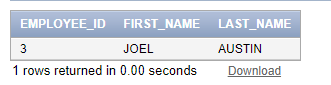 EMPLOYEE_ID FIRST_NAME LAST_NAME
3 JOEL AUSTIN
1 rows returned in 0.00 seconds Download